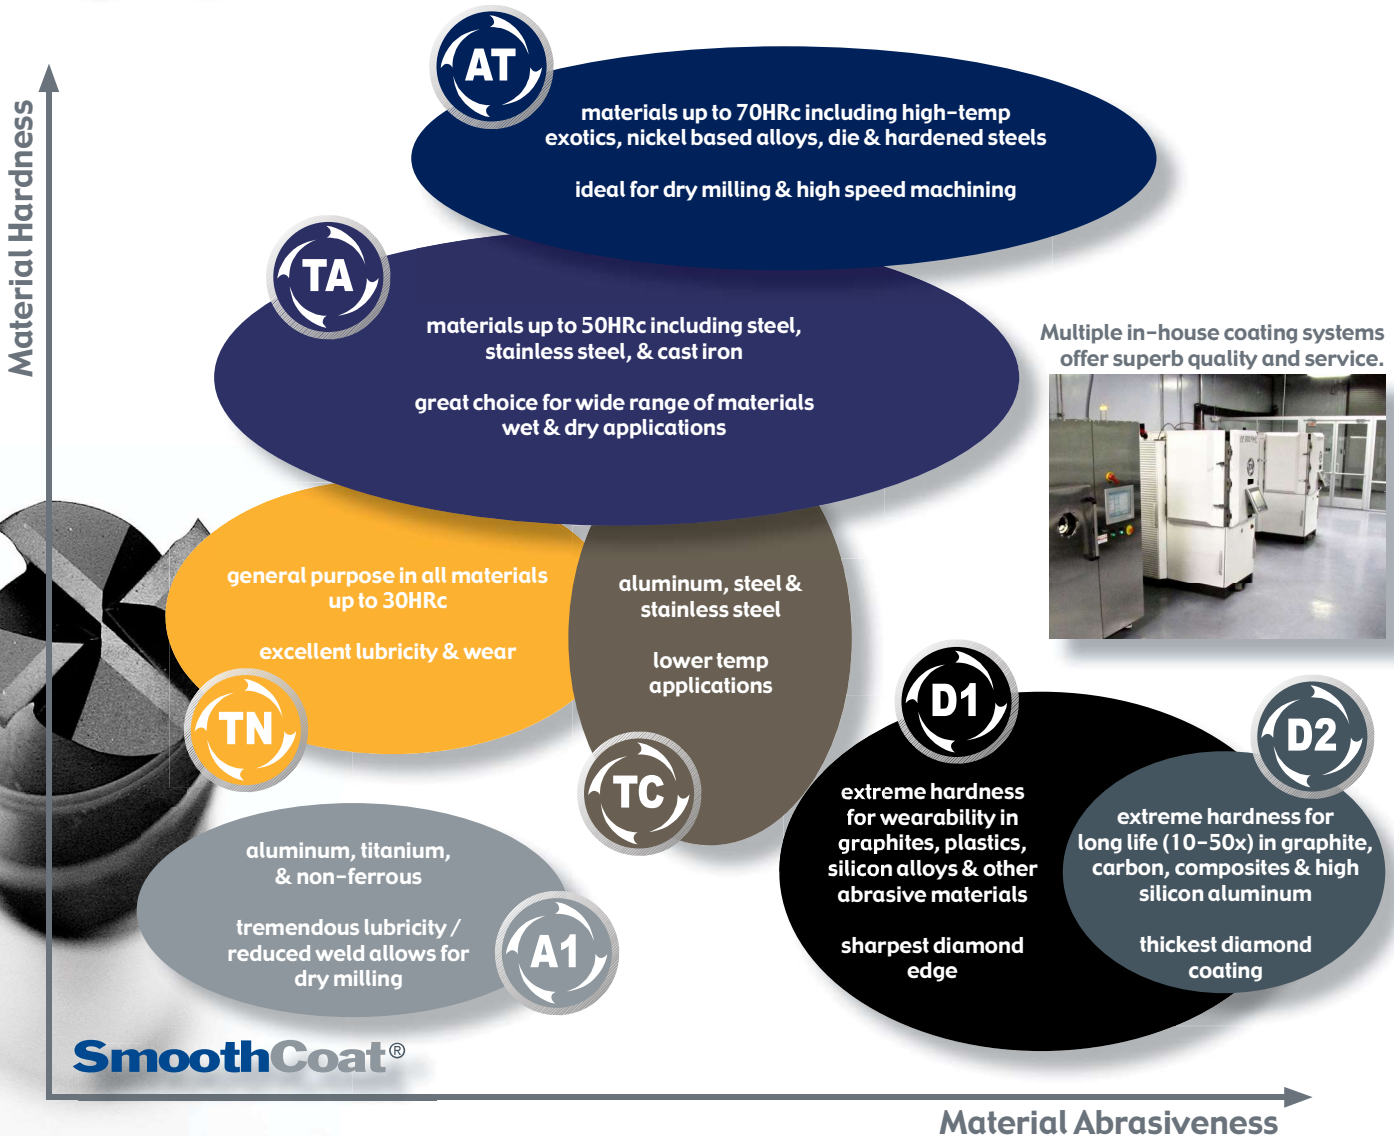 AT
materials up to 70HRc including high-temp
exotics, nickel based alloys, die & hardened steels
ideal for dry milling & high speed machining
Material Hardness
TA
materials up to 50HRc including steel,
stainless steel, & cast iron
great choice for wide range of materials
wet & dry applications
Multiple in-house coating systems
offer superb quality and service.
general purpose in all materials
up to 30HRc
excellent lubricity & wear
TN
aluminum, steel &
stainless steel
lower temp
applications
TC
D1
extreme hardness
for wearability in
graphites, plastics,
silicon alloys & other
abrasive materials
sharpest diamond
edge
D2
extreme hardness for
long life (10-50x) in graphite,
carbon, composites & high
silicon aluminum
thickest diamond
coating
aluminum, titanium,
& non-ferrous
tremendous lubricity /
reduced weld allows for
dry milling
A1
SmoothCoat®
Material Abrasiveness